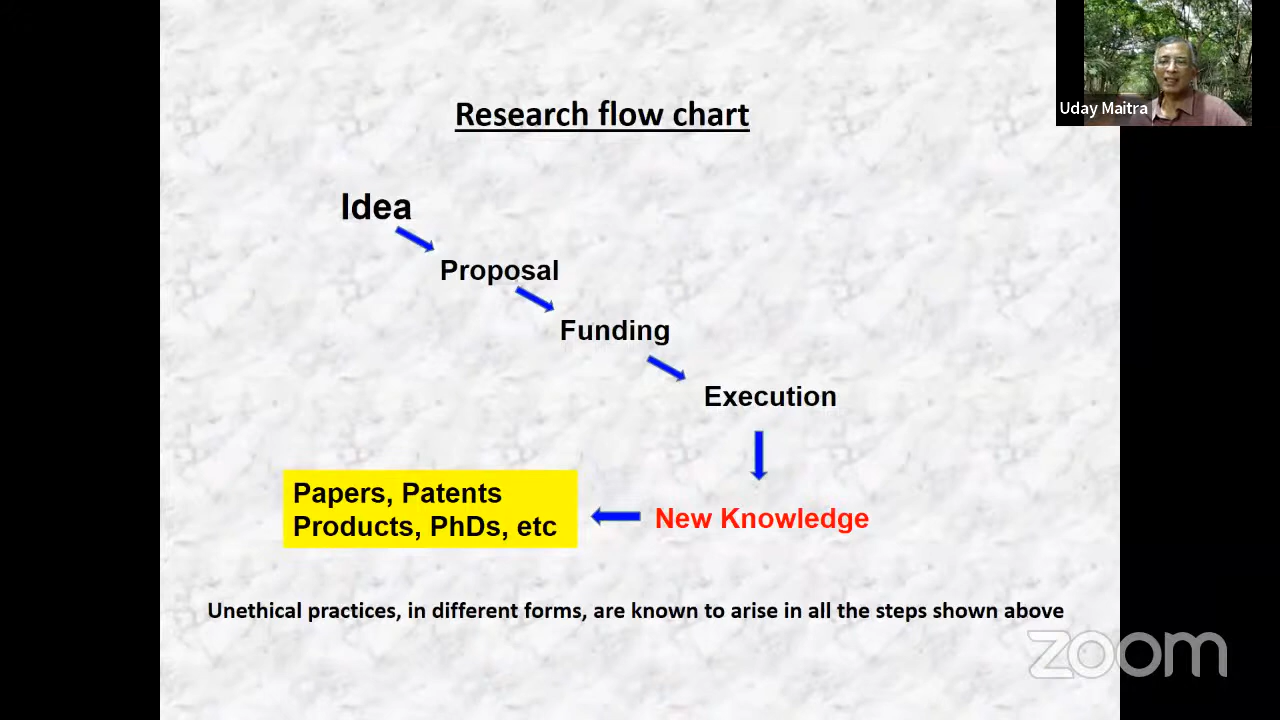 Research flow chart
Uday Maitra
Idea
Proposal
Funding
Execution
Papers, Patents
Products, PhDs, etc
New Knowledge
Unethical practices, in different forms, are known to arise in all the steps shown above
zoom